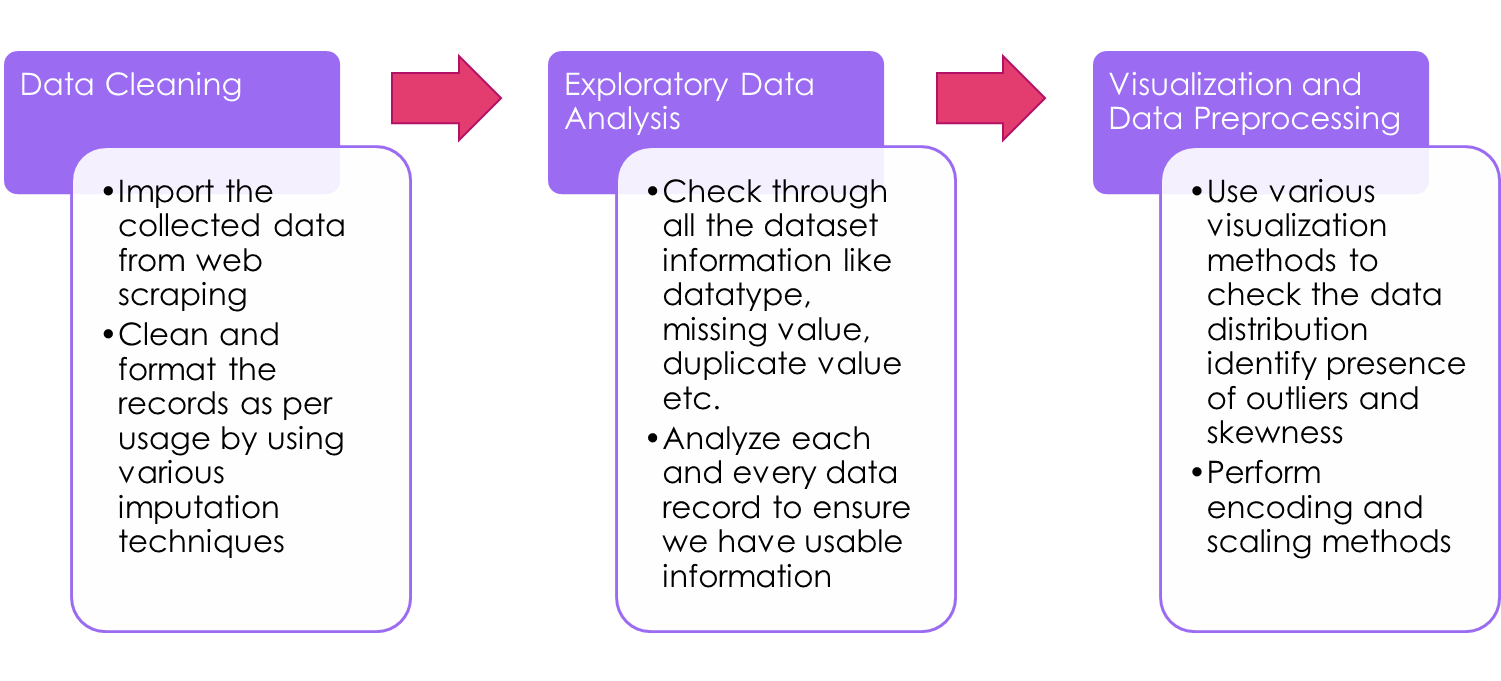 Data Cleaning
•Import the
collected data
from web
scraping
•Clean and
format the
records as per
usage by using
various
imputation
techniques
Exploratory Data
Analysis
•Check through
all the dataset
information like
datatype,
missing value,
duplicate value
etc.
•Analyze each
and every data
record to ensure
we have usable
information
Visualization and
Data Preprocessing
•Use various
visualization
methods to
check the data
distribution
identify presence
of outliers and
skewness
•Perform
encoding and
scaling methods